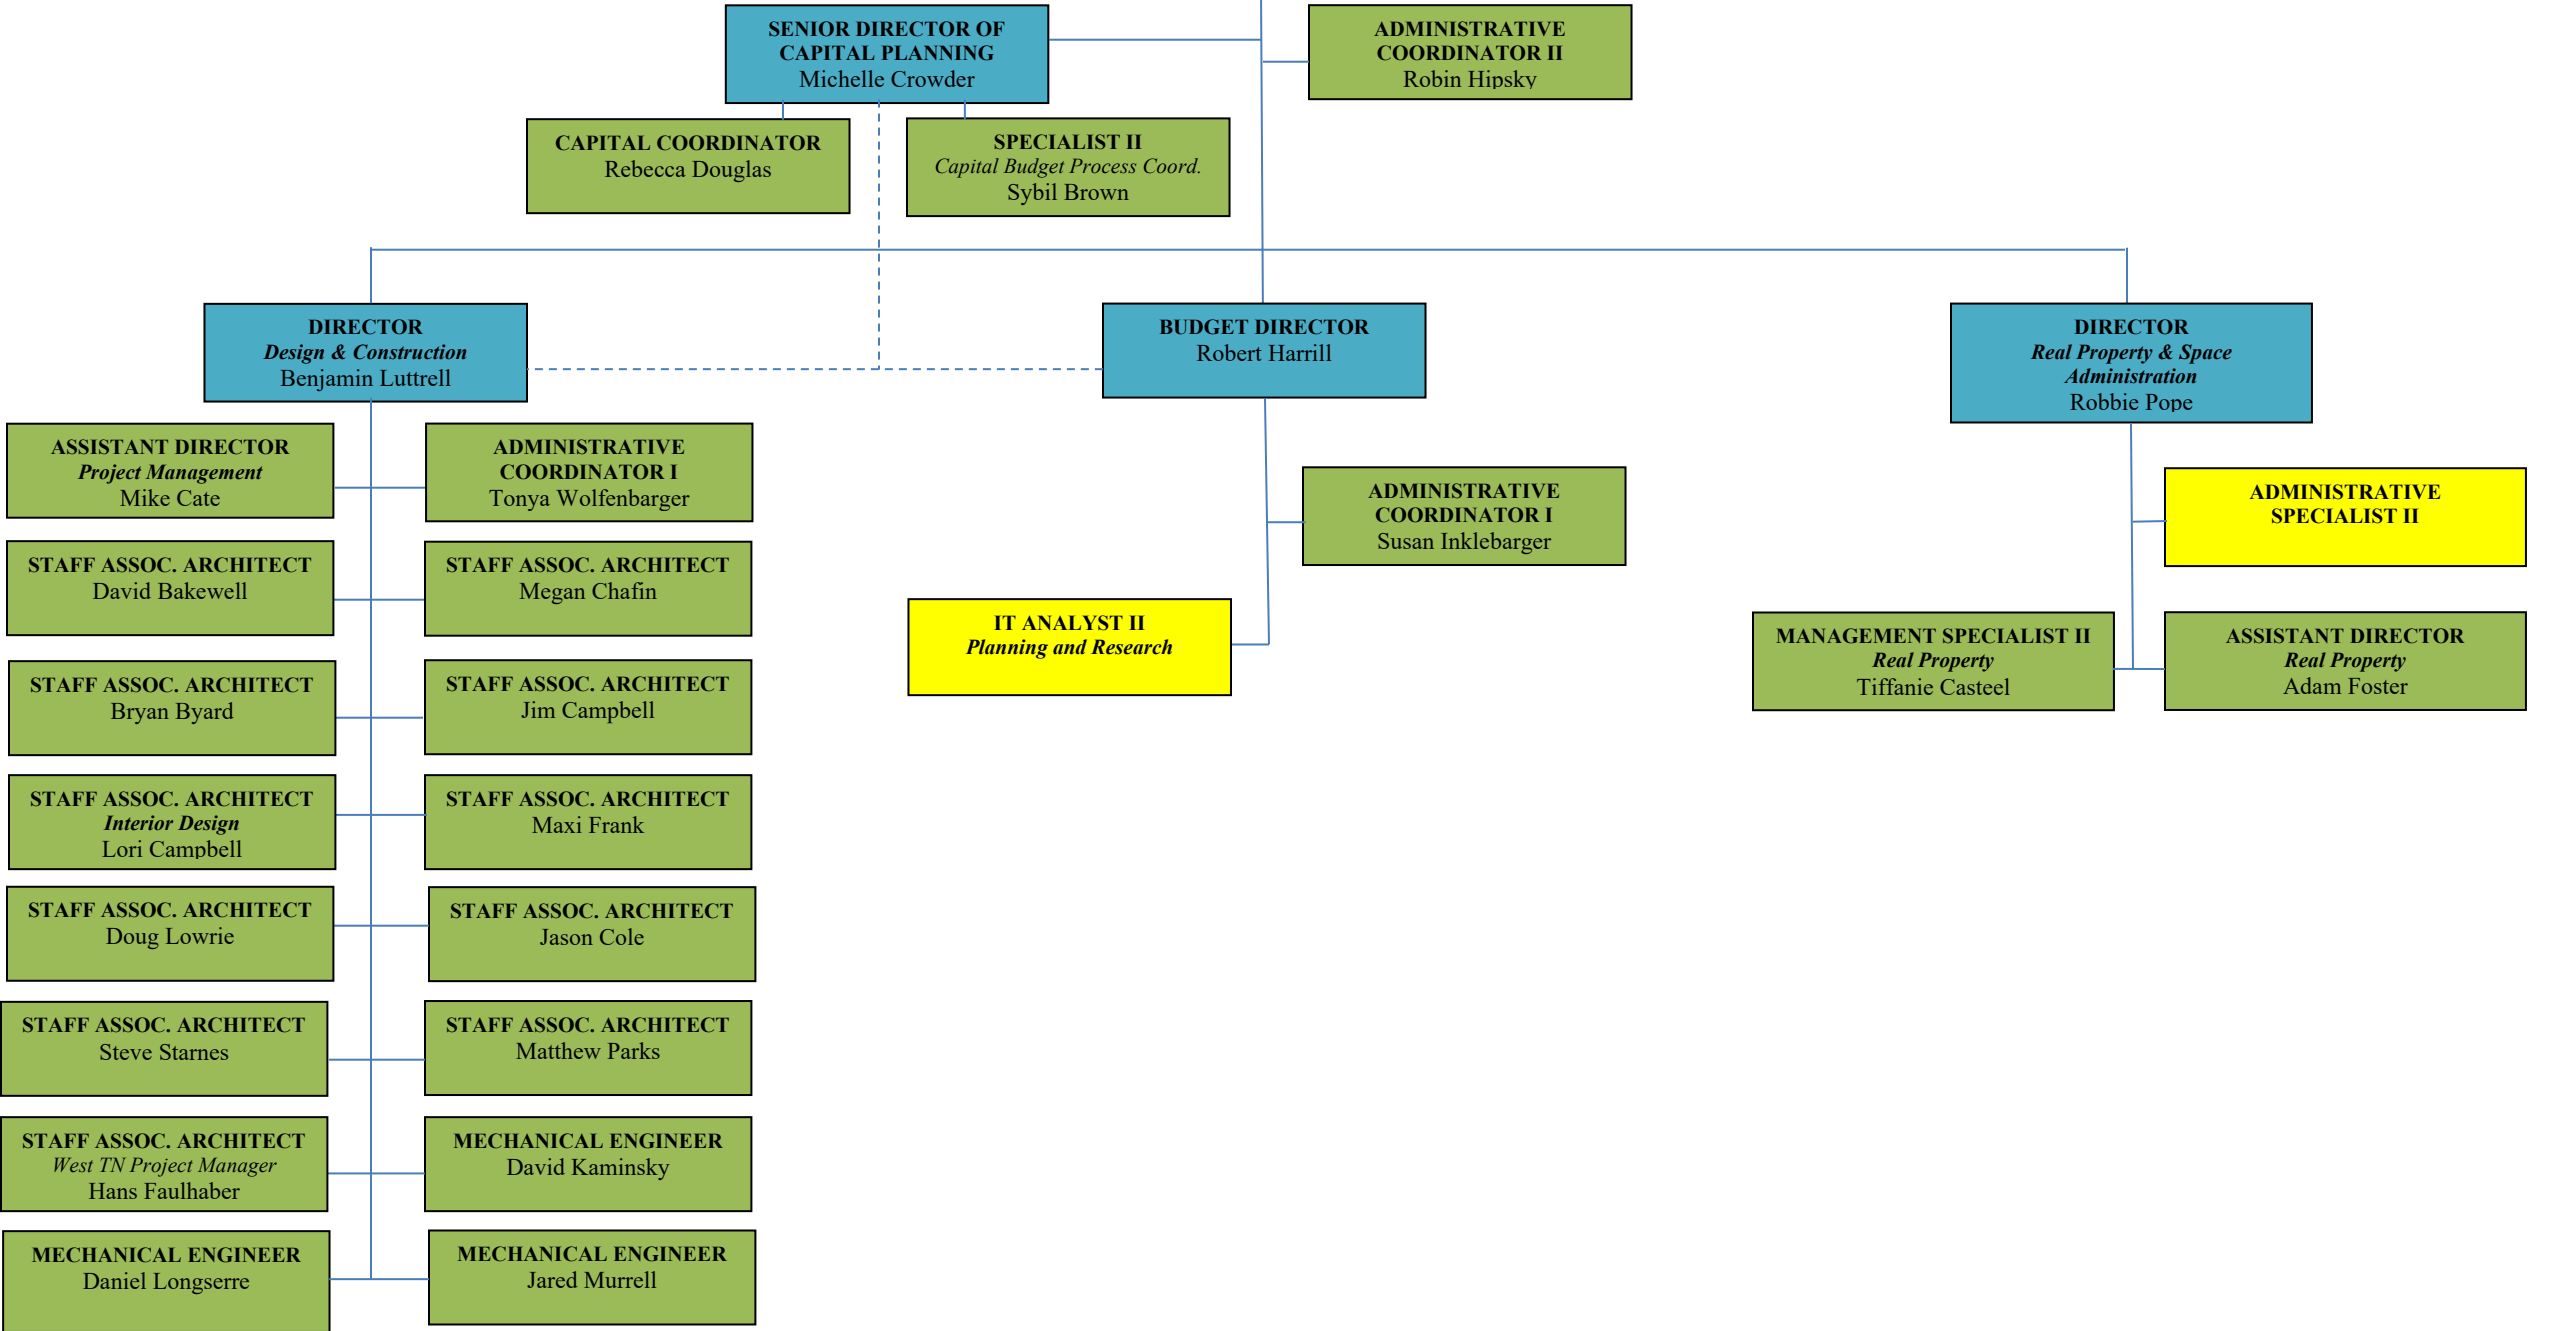 SENIOR DIRECTOR OF
CAPITAL PLANNING
Michelle Crowder
ADMINISTRATIVE
COORDINATOR II
Robin Hipsky
CAPITAL COORDINATOR
Rebecca Douglas
SPECIALIST II
Capital Budget Process Coord.
Sybil Brown
DIRECTOR
Design & Construction
Benjamin Luttrell
BUDGET DIRECTOR
Robert Harrill
DIRECTOR
Real Property & Space
Administration
Robbie Pope
ASSISTANT DIRECTOR
Project Management
Mike Cate
ADMINISTRATIVE
COORDINATOR I
Tonya Wolfenbarger
STAFF ASSOC. ARCHITECT
David Bakewell
STAFF ASSOC. ARCHITECT
Megan Chafin
STAFF ASSOC. ARCHITECT
Bryan Byard
STAFF ASSOC. ARCHITECT
Jim Campbell
STAFF ASSOC. ARCHITECT
Interior Design
Lori Campbell
STAFF ASSOC. ARCHITECT
Maxi Frank
STAFF ASSOC. ARCHITECT
Doug Lowrie
STAFF ASSOC. ARCHITECT
Jason Cole
STAFF ASSOC. ARCHITECT
Steve Starnes
STAFF ASSOC. ARCHITECT
Matthew Parks
STAFF ASSOC. ARCHITECT
West TN Project Manager
Hans Faulhaber
MECHANICAL ENGINEER
David Kaminsky
MECHANICAL ENGINEER
Daniel Longserre
MECHANICAL ENGINEER
Jared Murrell
ADMINISTRATIVE
COORDINATOR I
Susan Inklebarger
IT ANALYST II
Planning and Research
ADMINISTRATIVE
SPECIALIST II
MANAGEMENT SPECIALIST II
Real Property
Tiffanie Casteel
ASSISTANT DIRECTOR
Real Property
Adam Foster